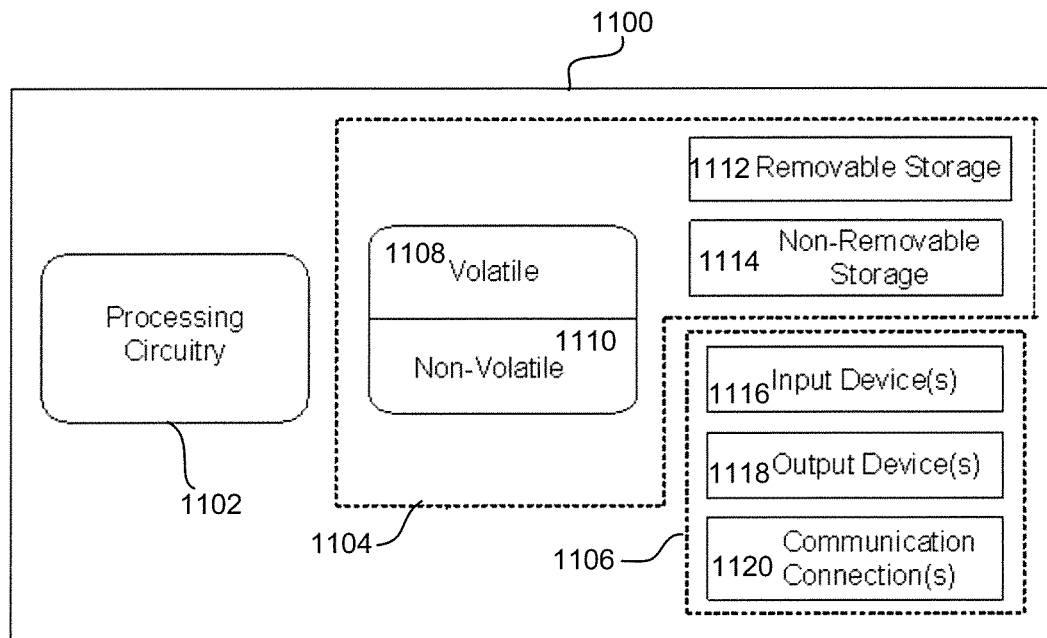 1100
1112 Removable Storage
1114 Non-Removable
Storage
1108 Volatile
1110
Non-Volatile
Processing
Circuitry
1102
1104
1116 Input Device(s)
1118 Output Device(s)
1106
1120 Communication
Connection(s)